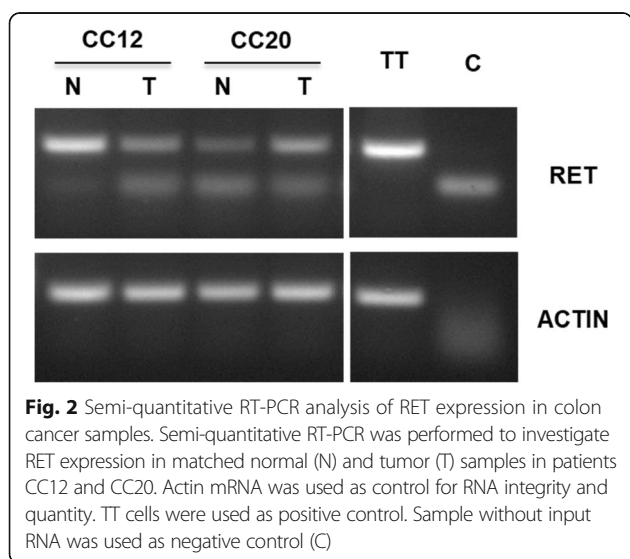 CC12 CC20 TT C
N T N T
RET
ACTIN
Fig. 2 Semi-quantitative RT-PCR analysis of RET expression in colon
cancer samples. Semi-quantitative RT-PCR was performed to investigate
RET expression in matched normal (N) and tumor (T) samples in patients
CC12 and CC20. Actin mRNA was used as control for RNA integrity and
quantity. TT cells were used as positive control. Sample without input
RNA was used as negative control (C)